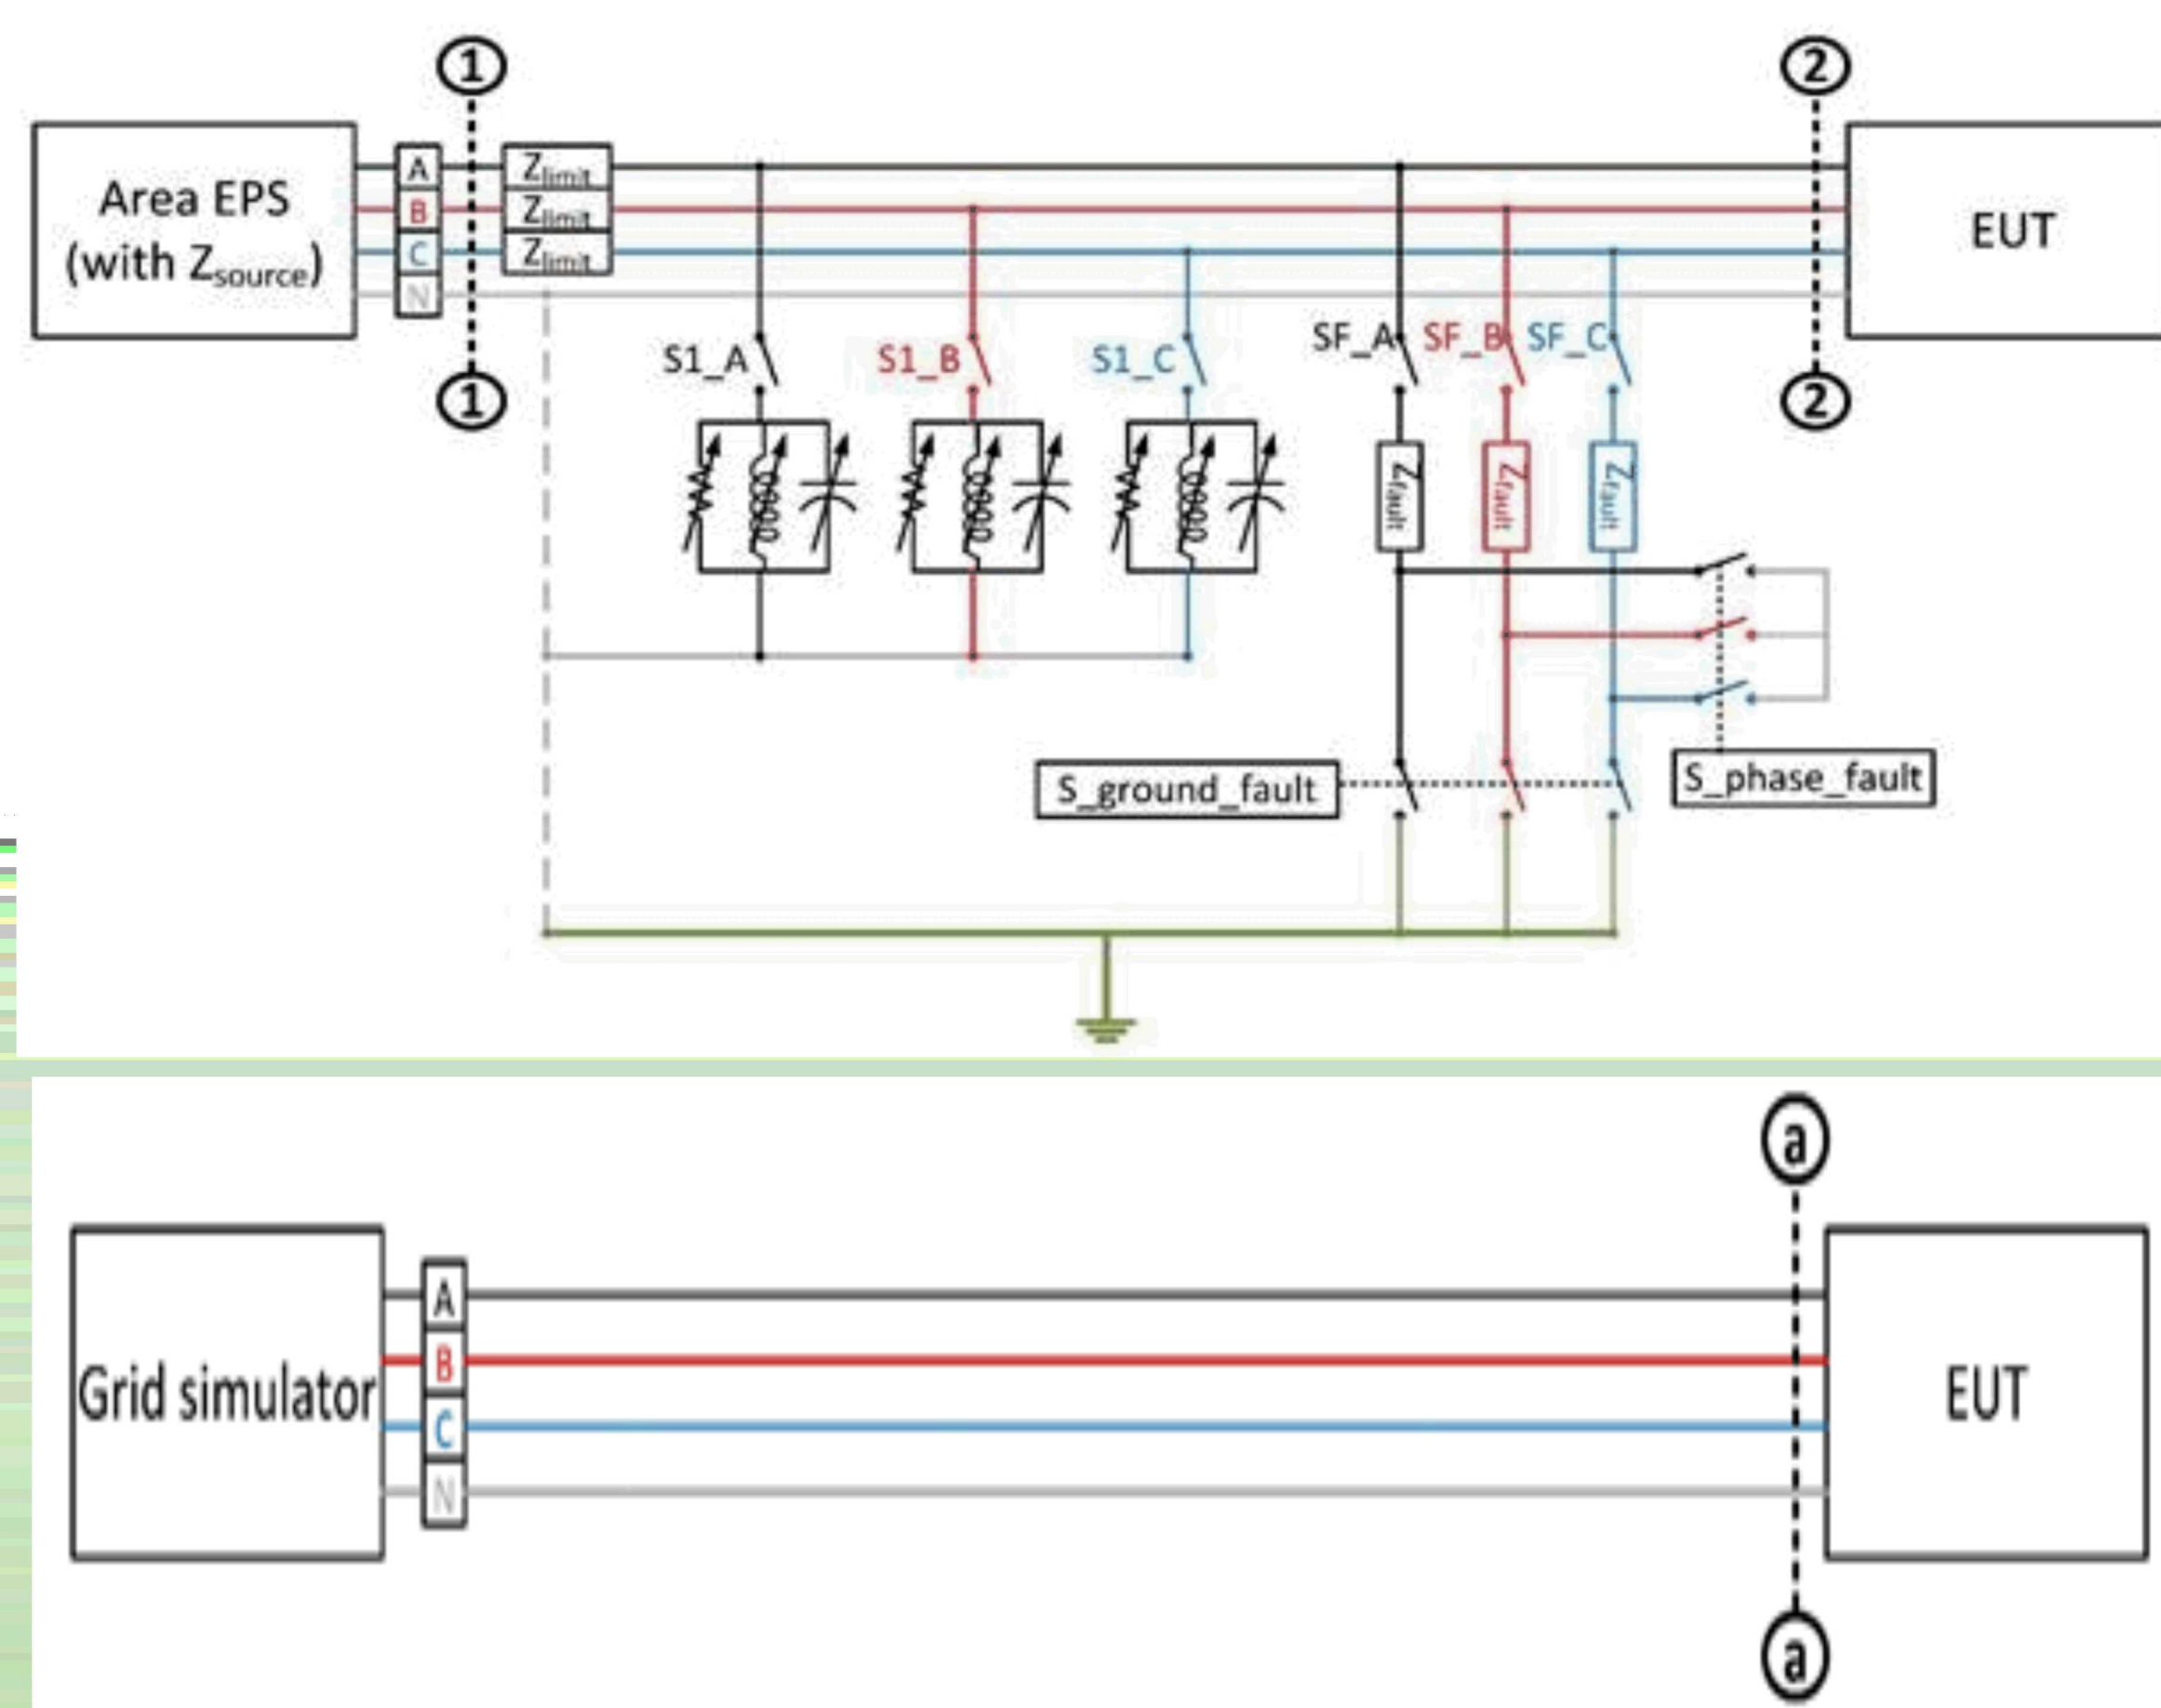 1
2
Area EPS
(with Zsource)
A
B
C
N
Zlimit
Zlimit
Zlimit
EUT
1
2
S1_A
S1_B
S1_C
SF_A
SF_B
SF_C
Zfault
Zfault
Zfault
S_ground_fault
S_phase_fault
a
Grid simulator
A
B
C
N
EUT
a